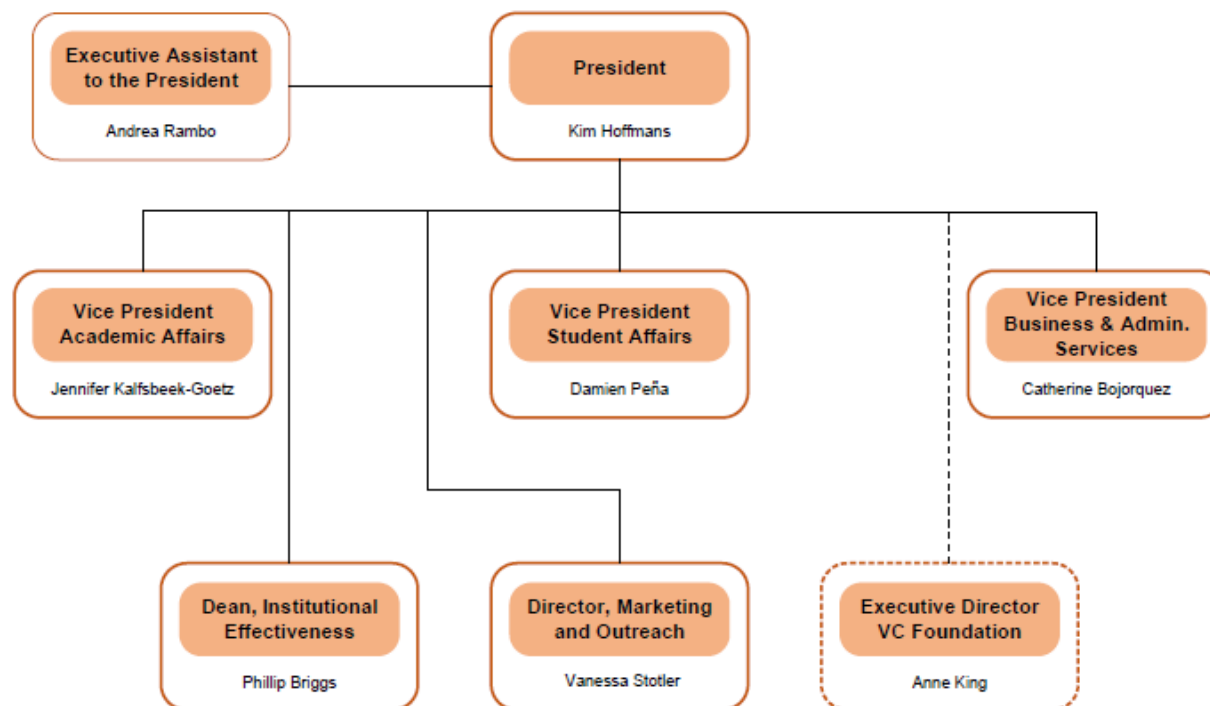 Executive Assistant
to the President
Andrea Rambo
President
Kim Hoffmans
Vice President
Academic Affairs
Jennifer Kalfsbeek-Goetz
Vice President
Student Affairs
Damien Peña
Vice President
Business & Admin.
Services
Catherine Bojorquez
Dean, Institutional
Effectiveness
Phillip Briggs
Director, Marketing
and Outreach
Vanessa Stotler
Executive Director
VC Foundation
Anne King